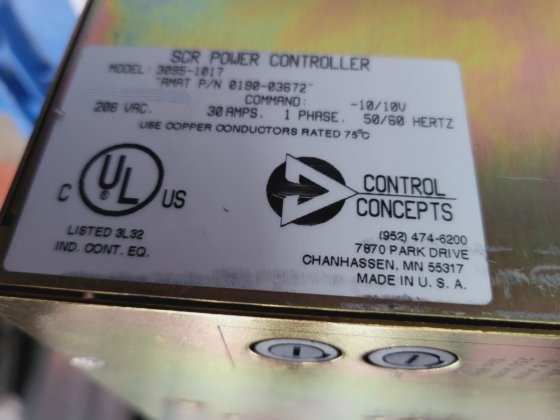 SCR POWER CONTROLLER
MODEL: 3095-1017
"AMAT P/N 0190-03672"
COMMAND: -10/10V
208 VAC. 30 AMPS. 1 PHASE. 50/60 HERTZ
USE COPPER CONDUCTORS RATED 75°C
C UL ® US
LISTED 3L32
IND. CONT. EQ.
CONTROL
CONCEPTS
(952) 474-6200
7870 PARK DRIVE
CHANHASSEN, MN 55317
MADE IN U. S. A.